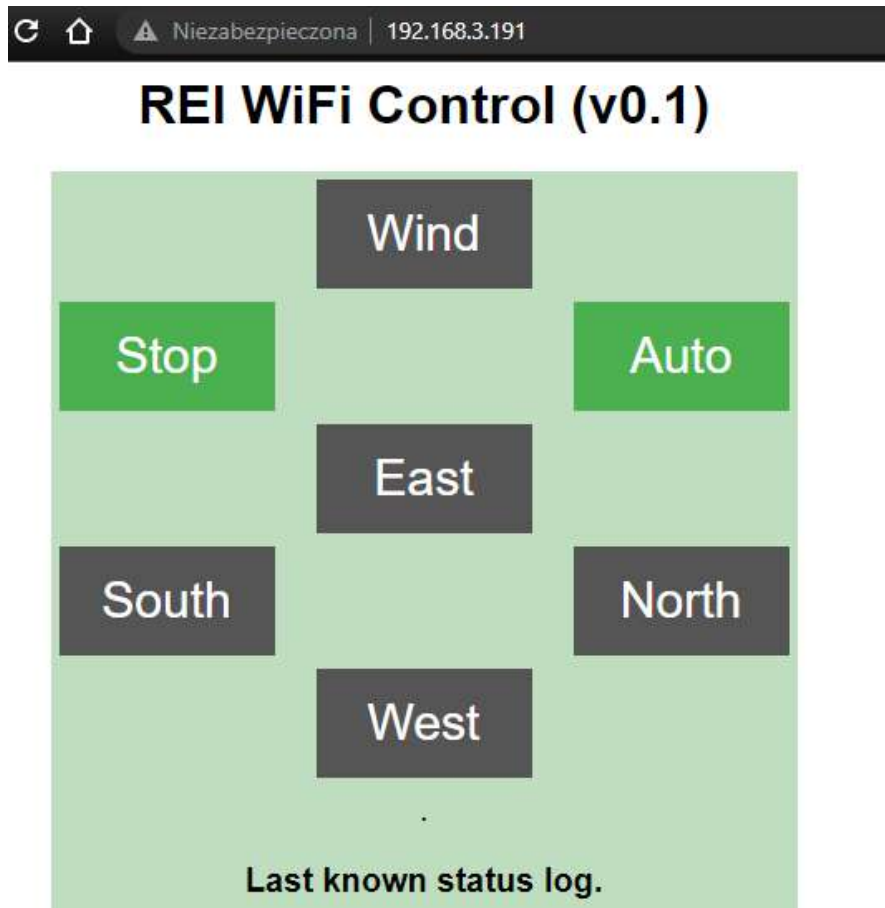 Niezabezpieczona | 192.168.3.191
REI WiFi Control (v0.1)
Wind
Stop Auto
East
South North
West
.
Last known status log.